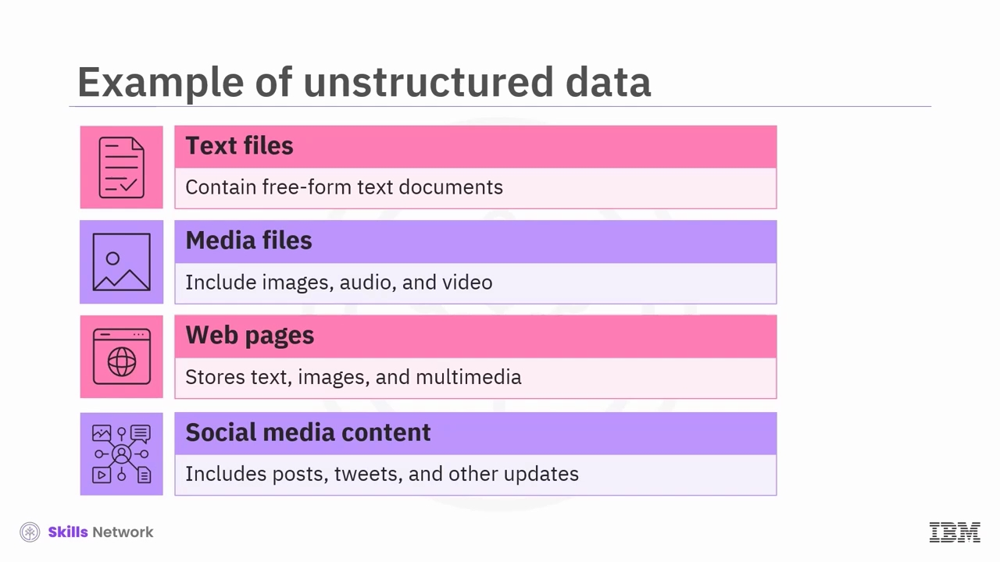 Example of unstructured data
Text files
Contain free-form text documents
Media files
Include images, audio, and video
Web pages
Stores text, images, and multimedia
Social media content
Includes posts, tweets, and other updates
Skills Network
IBM